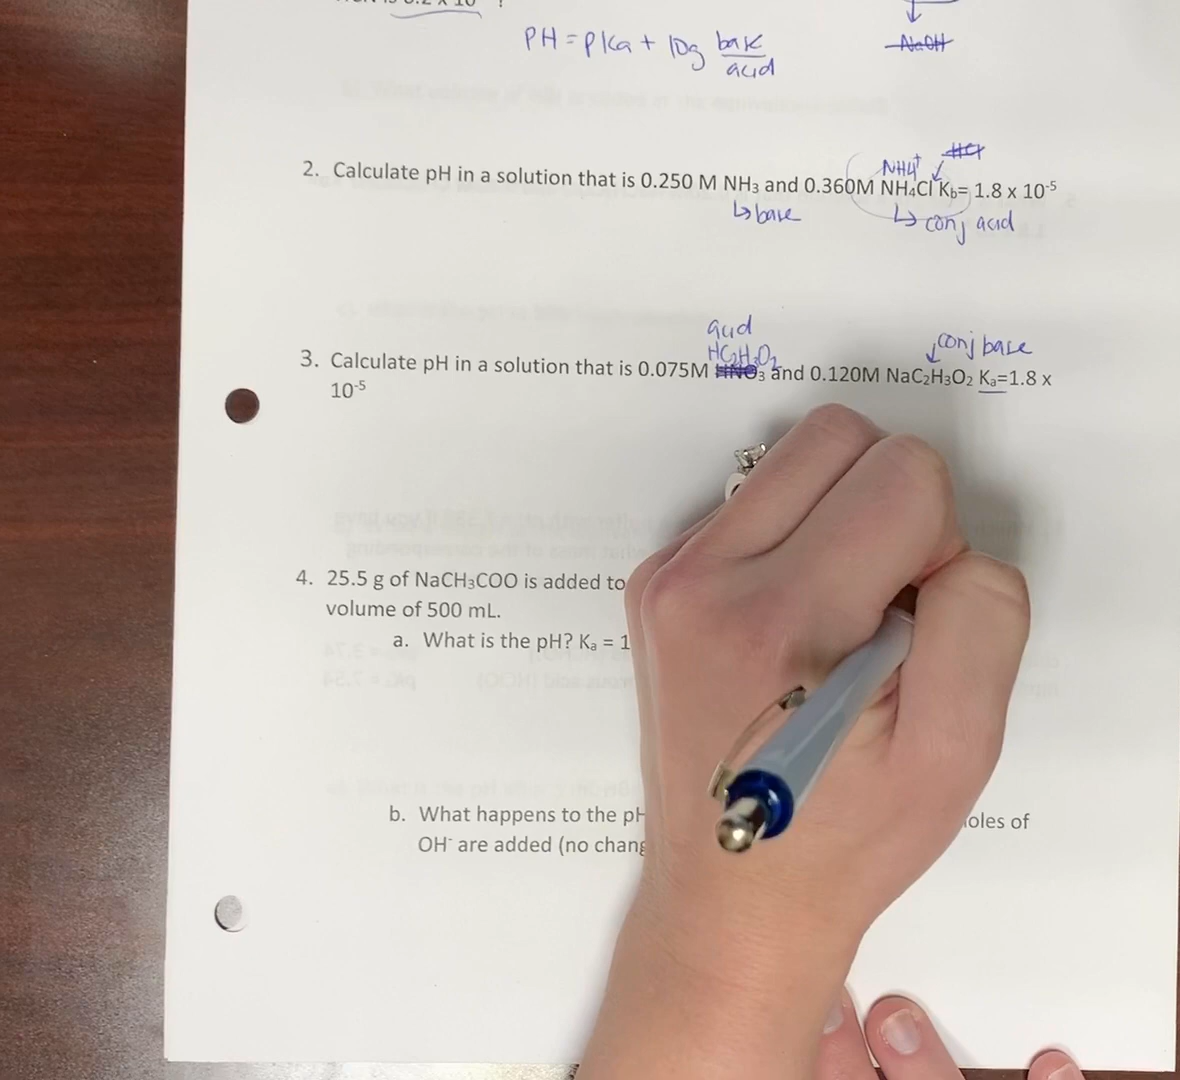 PH = PKa + log base/acid
NaOH
HCl
NH4⁺
2. Calculate pH in a solution that is 0.250 M NH₃ and 0.360M NH₄Cl Kb= 1.8 x 10⁻⁵
↳ base
↳ conj acid
acid
conj base
HC₂H₃O₂
3. Calculate pH in a solution that is 0.075M HNO₃ and 0.120M NaC₂H₃O₂ Kₐ=1.8 x
10⁻⁵
4. 25.5 g of NaCH₃COO is added to
volume of 500 mL.
a. What is the pH? Kₐ = 1
b. What happens to the pH
of
OH⁻ are added (no